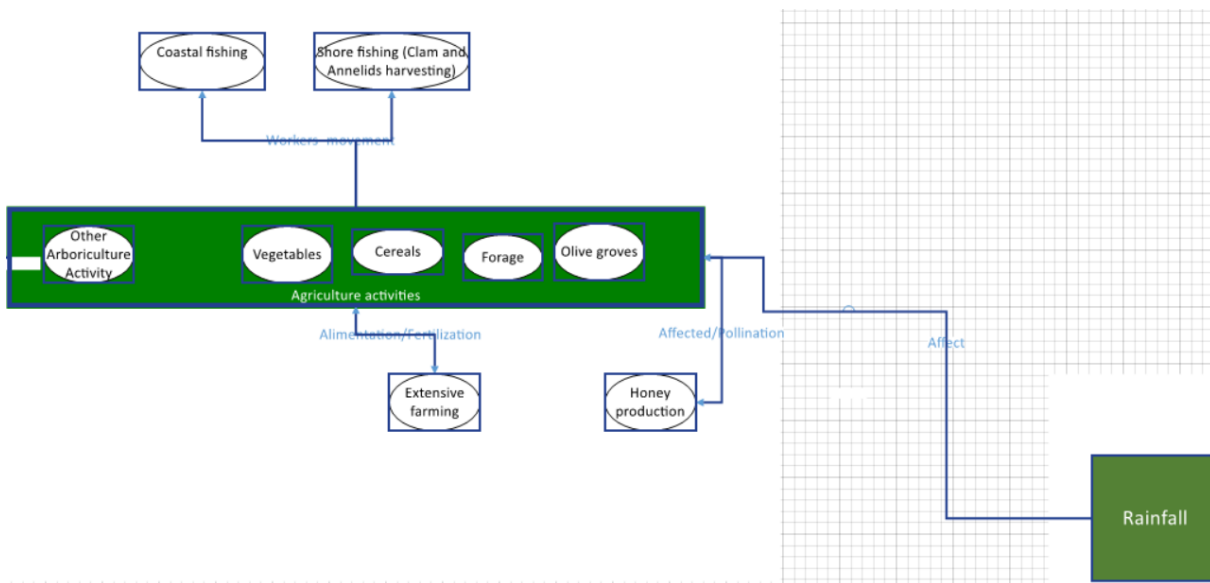 Coastal fishing
Shore fishing (Clam and
Annelids harvesting)
Workers movement
Other
Arboriculture
Activity
Vegetables
Cereals
Forage
Olive groves
Agriculture activities
Alimentation/Fertilization
Affected/Pollination
Affect
Extensive
farming
Honey
production
Rainfall